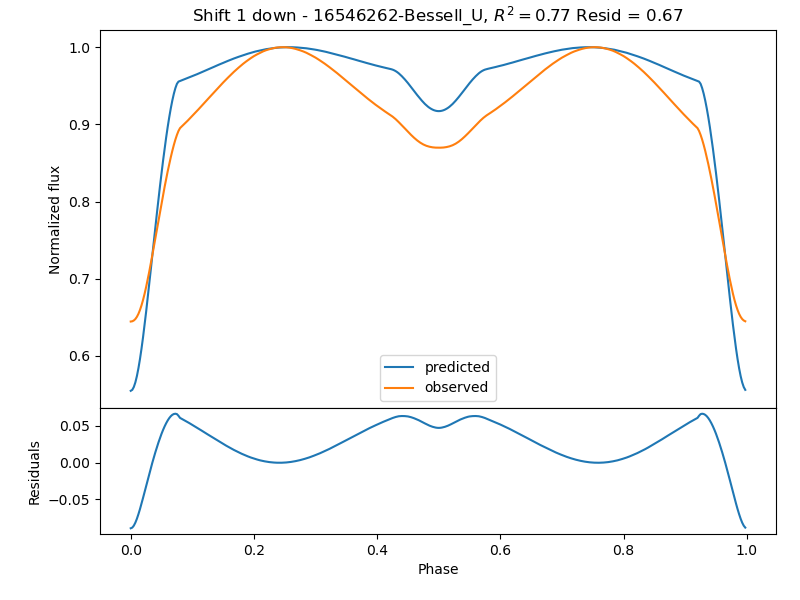 Shift 1 down - 16546262-Bessell_U, R² = 0.77 Resid = 0.67
1.0
0.9
0.8
0.7
0.6
Normalized flux
predicted
observed
0.05
0.00
−0.05
Residuals
0.0 0.2 0.4 0.6 0.8 1.0
Phase